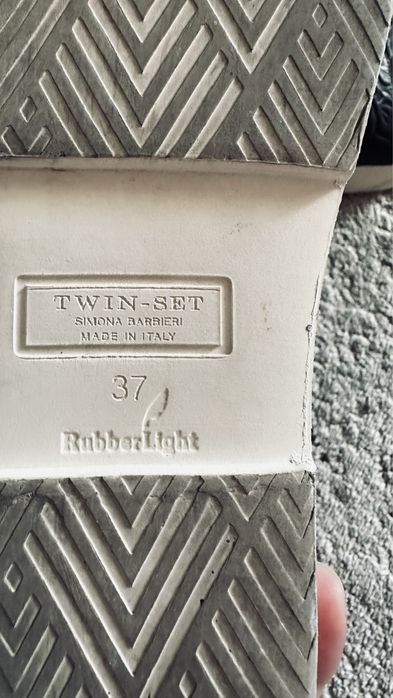 TWIN-SET
SIMONA BARBIERI
MADE IN ITALY
37
RubberLight